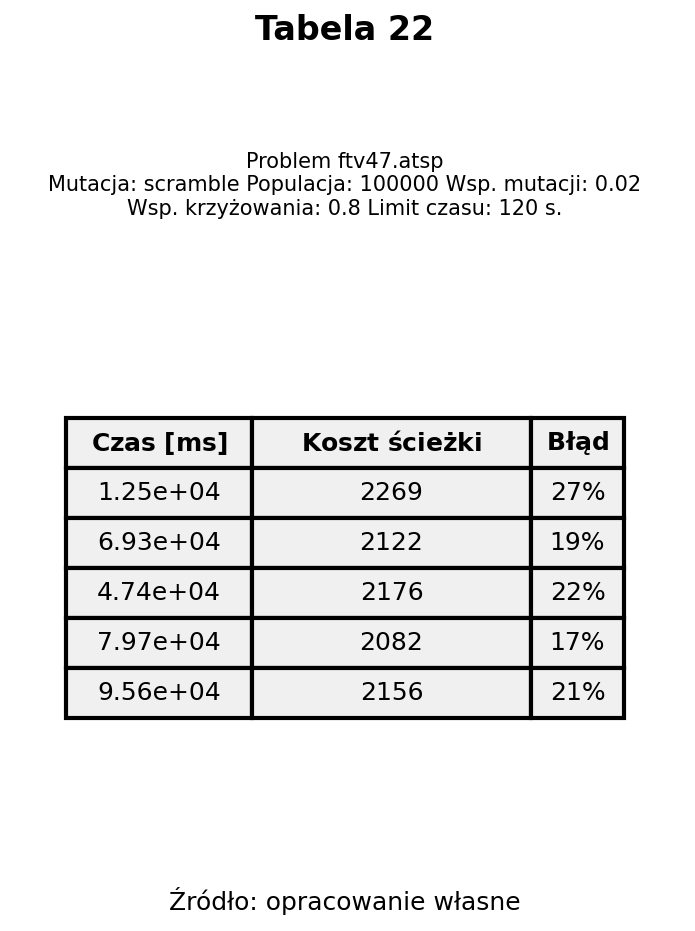 Tabela 22
Problem ftv47.atsp
Mutacja: scramble Populacja: 100000 Wsp. mutacji: 0.02
Wsp. krzyżowania: 0.8 Limit czasu: 120 s.
Czas [ms] Koszt ścieżki Błąd
1.25e+04 2269 27%
6.93e+04 2122 19%
4.74e+04 2176 22%
7.97e+04 2082 17%
9.56e+04 2156 21%
Źródło: opracowanie własne